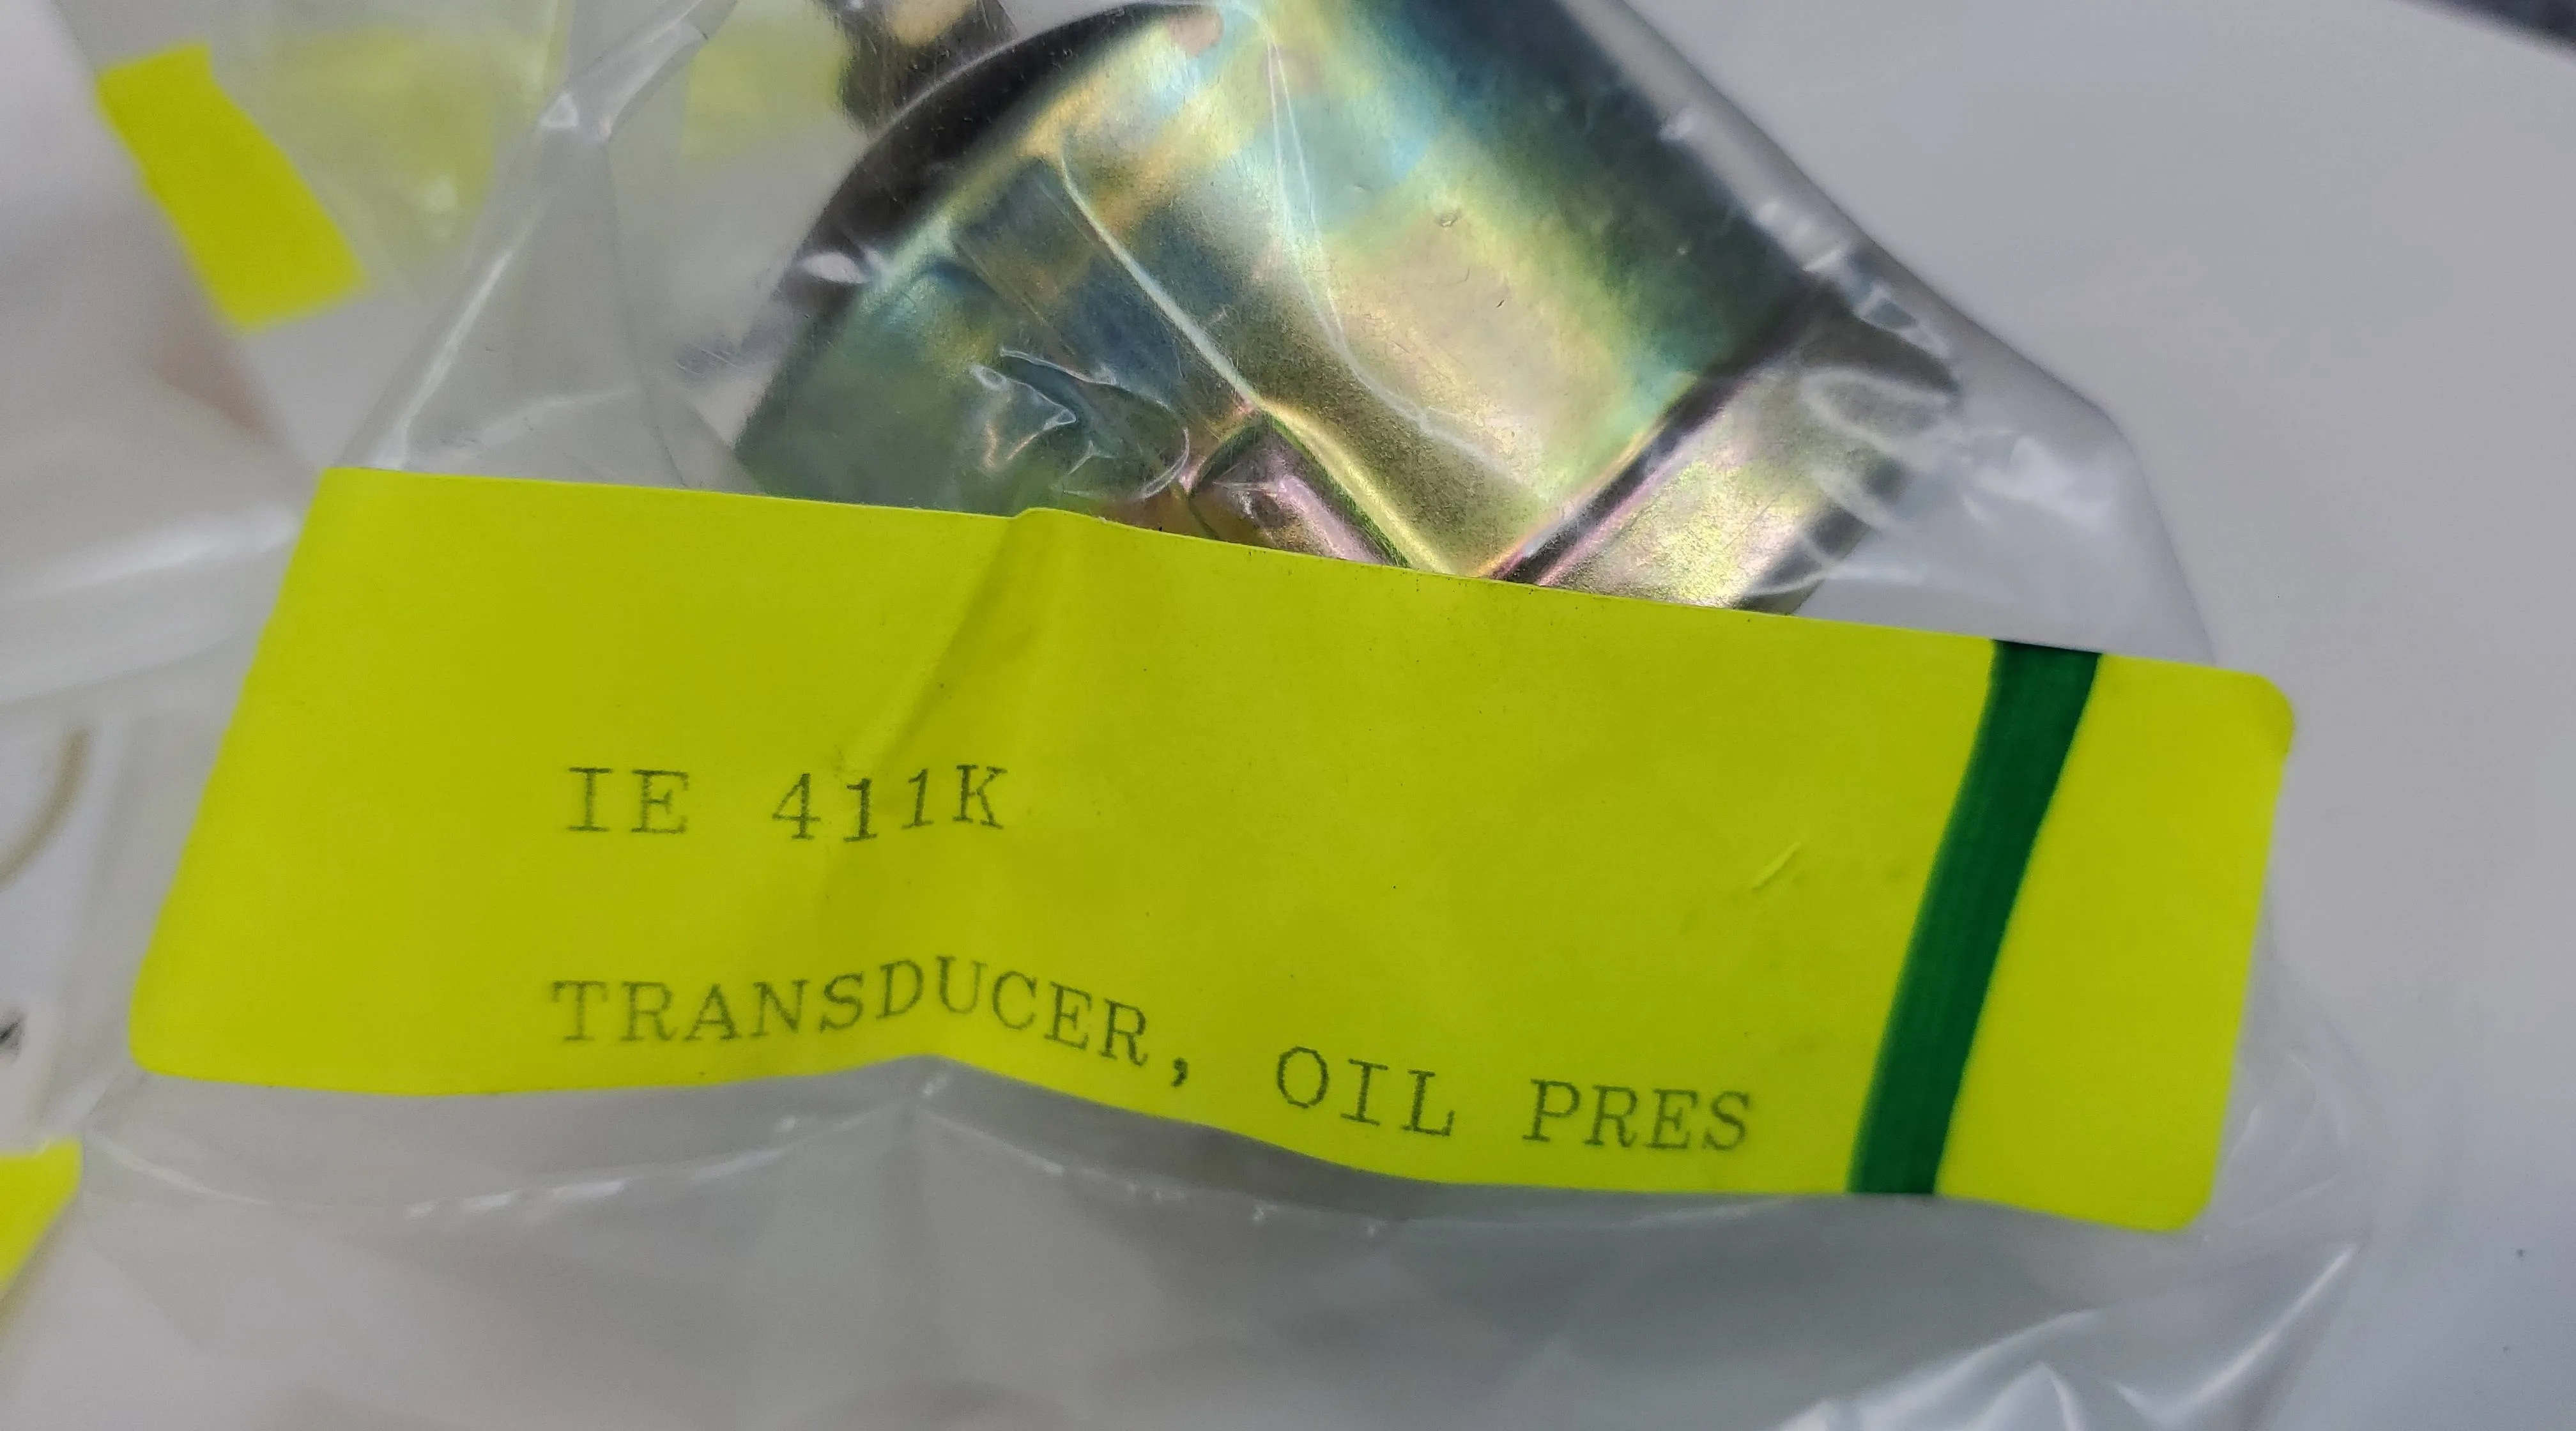 IE 411K
TRANSDUCER, OIL PRES